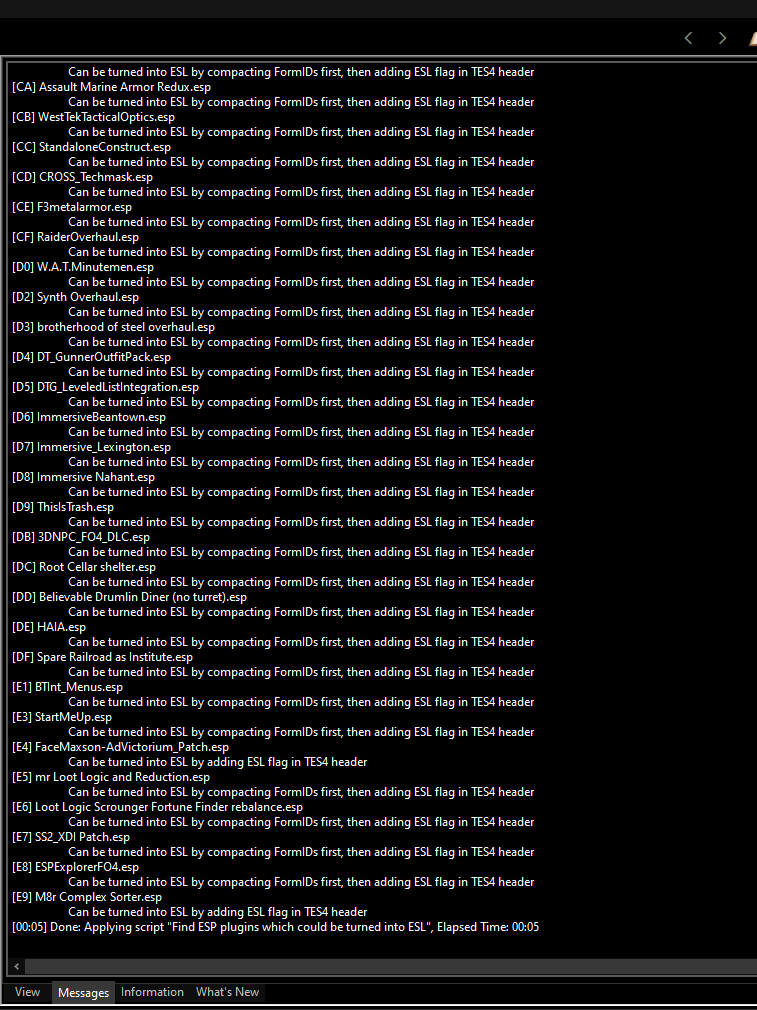 Can be turned into ESL by compacting FormIDs first, then adding ESL flag in TES4 header
[CA] Assault Marine Armor Redux.esp
Can be turned into ESL by compacting FormIDs first, then adding ESL flag in TES4 header
[CB] WestTekTacticalOptics.esp
Can be turned into ESL by compacting FormIDs first, then adding ESL flag in TES4 header
[CC] StandaloneConstruct.esp
Can be turned into ESL by compacting FormIDs first, then adding ESL flag in TES4 header
[CD] CROSS_Techmask.esp
Can be turned into ESL by compacting FormIDs first, then adding ESL flag in TES4 header
[CE] F3metalarmor.esp
Can be turned into ESL by compacting FormIDs first, then adding ESL flag in TES4 header
[CF] RaiderOverhaul.esp
Can be turned into ESL by compacting FormIDs first, then adding ESL flag in TES4 header
[D0] W.A.T.Minutemen.esp
Can be turned into ESL by compacting FormIDs first, then adding ESL flag in TES4 header
[D2] Synth Overhaul.esp
Can be turned into ESL by compacting FormIDs first, then adding ESL flag in TES4 header
[D3] brotherhood of steel overhaul.esp
Can be turned into ESL by compacting FormIDs first, then adding ESL flag in TES4 header
[D4] DT_GunnerOutfitPack.esp
Can be turned into ESL by compacting FormIDs first, then adding ESL flag in TES4 header
[D5] DTG_LeveledListIntegration.esp
Can be turned into ESL by compacting FormIDs first, then adding ESL flag in TES4 header
[D6] ImmersiveBeantown.esp
Can be turned into ESL by compacting FormIDs first, then adding ESL flag in TES4 header
[D7] Immersive_Lexington.esp
Can be turned into ESL by compacting FormIDs first, then adding ESL flag in TES4 header
[D8] Immersive Nahant.esp
Can be turned into ESL by compacting FormIDs first, then adding ESL flag in TES4 header
[D9] ThisIsTrash.esp
Can be turned into ESL by compacting FormIDs first, then adding ESL flag in TES4 header
[DB] 3DNPC_FO4_DLC.esp
Can be turned into ESL by compacting FormIDs first, then adding ESL flag in TES4 header
[DC] Root Cellar shelter.esp
Can be turned into ESL by compacting FormIDs first, then adding ESL flag in TES4 header
[DD] Believable Drumlin Diner (no turret).esp
Can be turned into ESL by compacting FormIDs first, then adding ESL flag in TES4 header
[DE] HAIA.esp
Can be turned into ESL by compacting FormIDs first, then adding ESL flag in TES4 header
[DF] Spare Railroad as Institute.esp
Can be turned into ESL by compacting FormIDs first, then adding ESL flag in TES4 header
[E1] BTInt_Menus.esp
Can be turned into ESL by compacting FormIDs first, then adding ESL flag in TES4 header
[E3] StartMeUp.esp
Can be turned into ESL by compacting FormIDs first, then adding ESL flag in TES4 header
[E4] FaceMaxson-AdVictorium_Patch.esp
Can be turned into ESL by adding ESL flag in TES4 header
[E5] mr Loot Logic and Reduction.esp
Can be turned into ESL by compacting FormIDs first, then adding ESL flag in TES4 header
[E6] Loot Logic Scrounger Fortune Finder rebalance.esp
Can be turned into ESL by compacting FormIDs first, then adding ESL flag in TES4 header
[E7] SS2_XDI Patch.esp
Can be turned into ESL by compacting FormIDs first, then adding ESL flag in TES4 header
[E8] ESPExplorerFO4.esp
Can be turned into ESL by compacting FormIDs first, then adding ESL flag in TES4 header
[E9] M8r Complex Sorter.esp
Can be turned into ESL by adding ESL flag in TES4 header
[00:05] Done: Applying script "Find ESP plugins which could be turned into ESL", Elapsed Time: 00:05
View Messages Information What's New